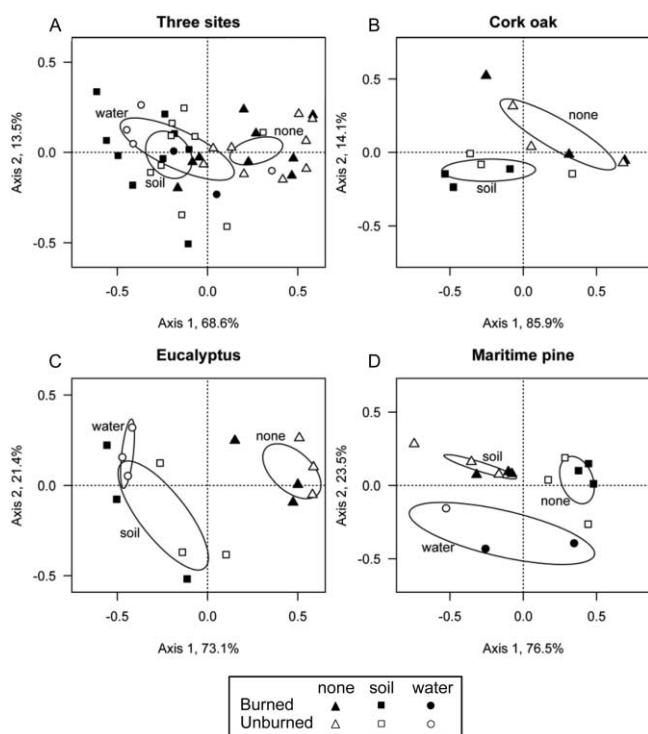 A Three sites
Axis 2, 13.5%
0.5
0.0
-0.5
water
soil
none
-0.5 0.0 0.5
Axis 1, 68.6%
B Cork oak
Axis 2, 14.1%
0.5
0.0
-0.5
none
soil
-0.5 0.0 0.5
Axis 1, 85.9%
C Eucalyptus
Axis 2, 21.4%
0.5
0.0
-0.5
water
none
soil
-0.5 0.0 0.5
Axis 1, 73.1%
D Maritime pine
Axis 2, 23.5%
0.5
0.0
-0.5
soil
none
water
-0.5 0.0 0.5
Axis 1, 76.5%
none soil water
Burned
Unburned